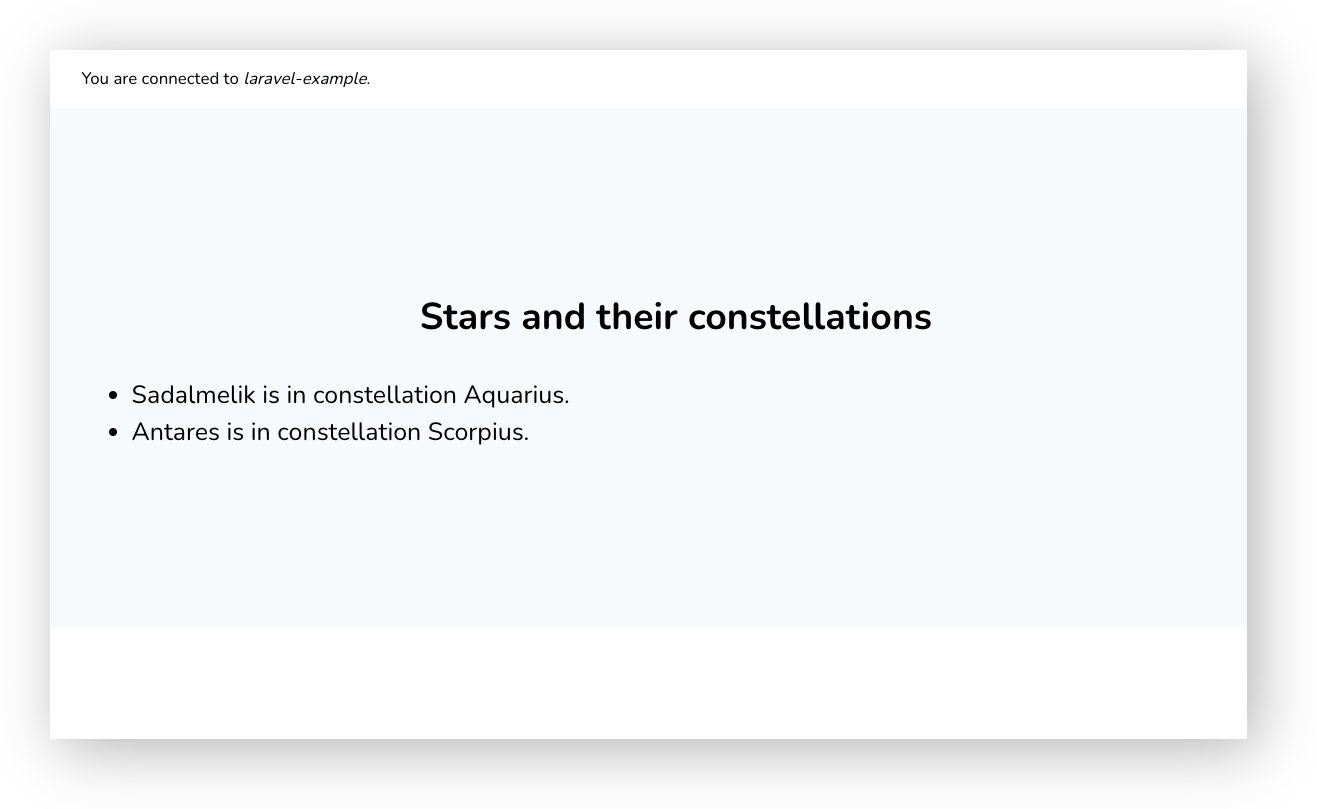 You are connected to laravel-example.
Stars and their constellations
Sadalmelik is in constellation Aquarius.
Antares is in constellation Scorpius.